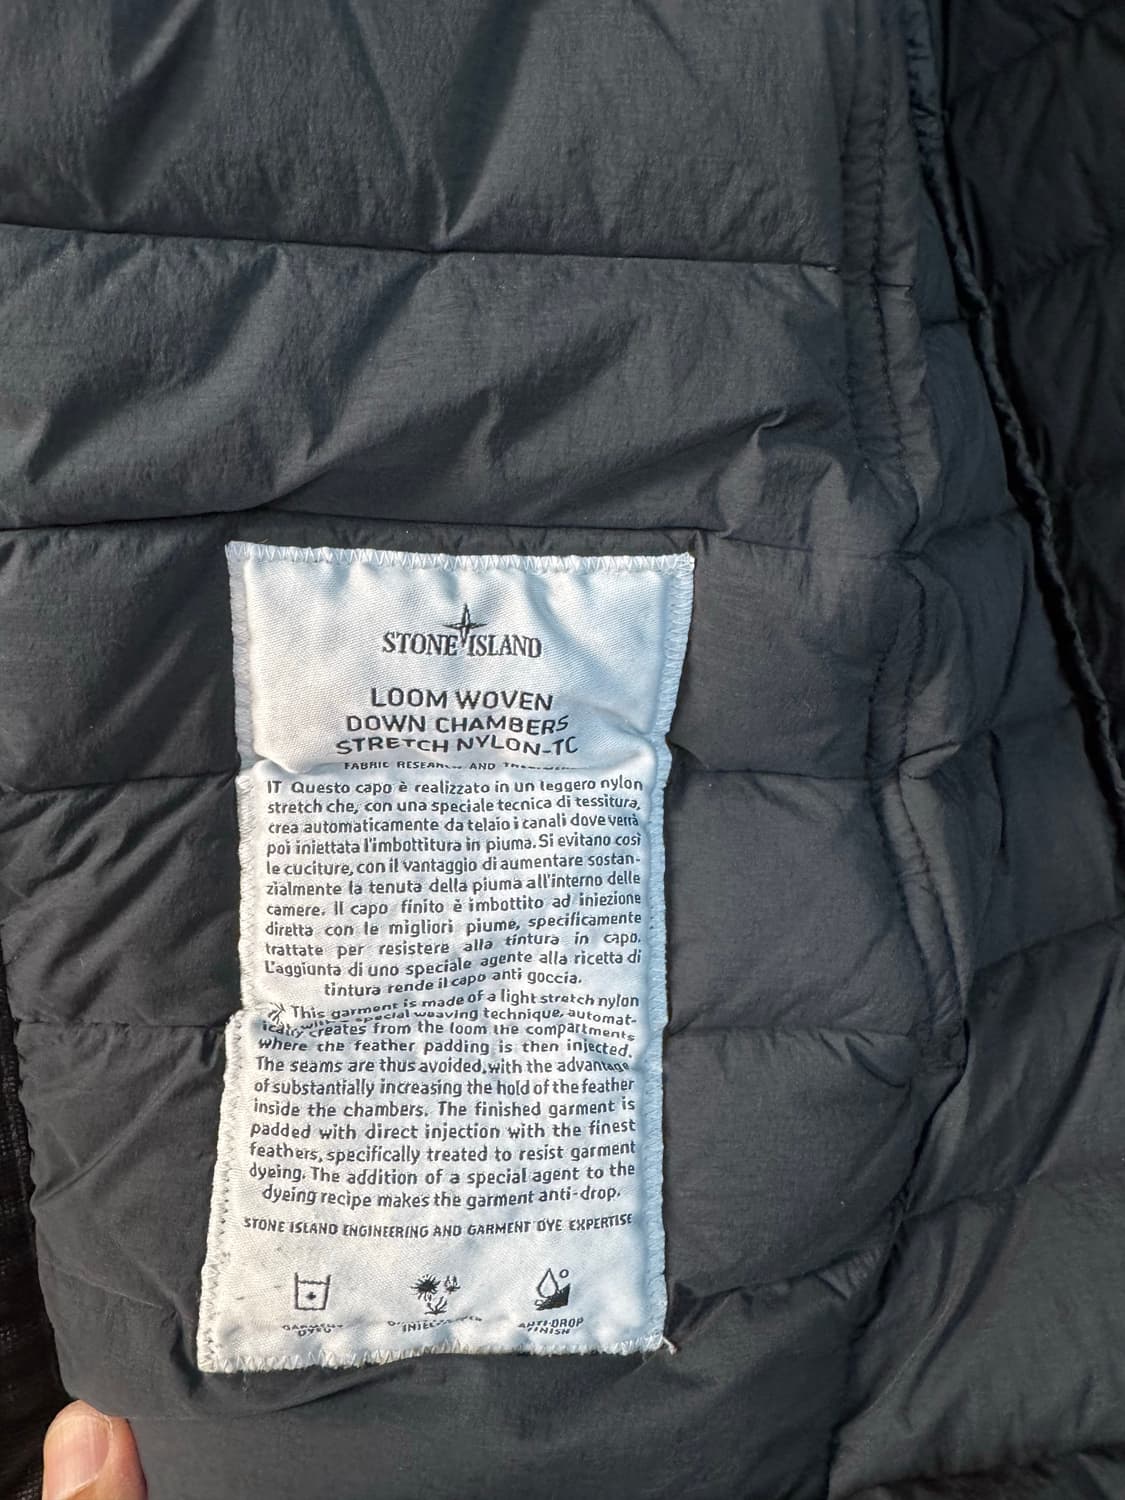 STONE ISLAND
LOOM WOVEN
DOWN CHAMBERS
STRETCH NYLON-TC
FABRIC RESEARCH AND
IT Questo capo è realizzato in un leggero nylon
stretch che, con una speciale tecnica di tessitura,
crea automaticamente da telaio i canali dove verrà
poi iniettata l'imbottitura in piuma. Si evitano così
le cuciture, con il vantaggio di aumentare sostan-
zialmente la tenuta della piuma all'interno delle
camere. Il capo finito è imbottito ad iniezione
diretta con le migliori piume, specificamente
trattate per resistere alla tintura in capo.
L'aggiunta di uno speciale agente alla ricetta di
tintura rende il capo anti goccia.
This garment is made of a light stretch nylon
with a special weaving technique, automat-
ically creates from the loom the compartments
where the feather padding is then injected.
The seams are thus avoided, with the advantage
of substantially increasing the hold of the feather
inside the chambers. The finished garment is
padded with direct injection with the finest
feathers, specifically treated to resist garment
dyeing. The addition of a special agent to the
dyeing recipe makes the garment anti-drop.
STONE ISLAND ENGINEERING AND GARMENT DYE EXPERTISE
GARMENT
DYED
ANTI-DROP
FINISH